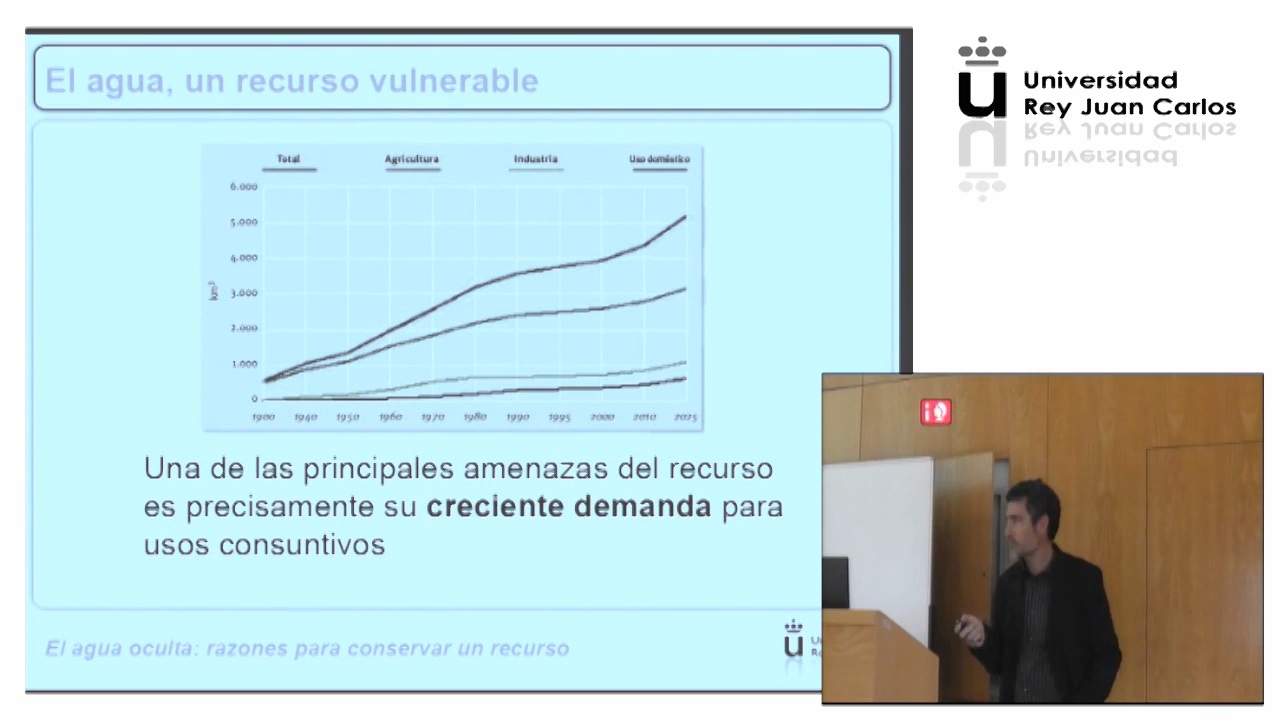 El agua, un recurso vulnerable
Total Agricultura Industria Uso doméstico
6.000
5.000
4.000
3.000
2.000
1.000
0
km³
1900 1940 1950 1960 1970 1980 1990 1995 2000 2010 2025
Una de las principales amenazas del recurso
es precisamente su creciente demanda para
usos consuntivos
El agua oculta: razones para conservar un recurso
u
Universidad
Rey Juan Carlos